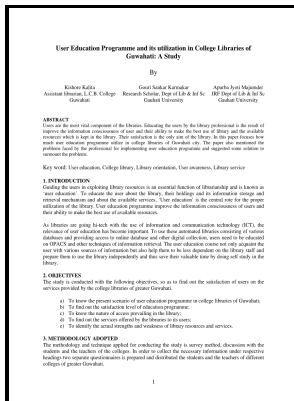 User Education Programme and its utilization in College Libraries of
Guwahati: A Study
By
Kishore Kalita
Assistant librarian, L.C.B. College
Guwahati
Gouri Sankar Karmakar
Research Scholar, Dept of Lib & Inf Sc
Gauhati University
Apurba Jyoti Majumder
JRF Dept of Lib & Inf Sc
Gauhati University
ABSTRACT
Users are the most vital component of the libraries. Educating the users by the library professional is the result of
improve the information consciousness of user and their ability to make the best use of library and the available
resources which is kept in the library. Their satisfaction is the only aim of the library. In this paper focuses how
much user education programme utilize in college libraries of Guwahati city. The paper also mentioned the
problems faced by the professional for implementing user education programme and suggested some solution to
surmount the problems.
Key word: User education, College library, Library orientation, User awareness, Library service
1. INTRODUCTION
Guiding the users in exploiting library resources is an essential function of librarianship and is known as
‘user education’. To educate the users about the library, their holdings and its information storage and
retrieval mechanism and about the available services. ‘User education’ is the central role for the proper
utilization of the library. User education programme improve the information consciousness of users and
their ability to make the best use of available resources.
As libraries are going hi-tech with the use of information and communication technology (ICT), the
relevance of user education has become important. To use these automated libraries consisting of various
databases and providing access to online database and other digital collection, users need to be educated
on OPACS and other techniques of information retrieval. The user education course not only acquaint the
user with various sources of information but also help them to be less dependent on the library staff and
prepare them to use the library independently and thus save their valuable time by doing self study in the
library.
2. OBJECTIVES
The study is conducted with the following objectives, so as to find out the satisfaction of users on the
services provided by the college libraries of greater Guwahati.
a) To know the present scenario of user education programme in college libraries of Guwahati;
b) To find out the satisfaction level of education programme;
c) To know the nature of access prevailing in the library;
d) To find out the services offered by the libraries to its users;
e) To identify the actual strengths and weakness of library resources and services.
3. METHODOLOGY ADOPTED
The methodology and technique applied for conducting the study is survey method, discussion with the
students and the teachers of the colleges. In order to collect the necessary information under respective
headings two separate questionnaires is prepared and distributed the students and the teachers of different
colleges of greater Guwahati.
1